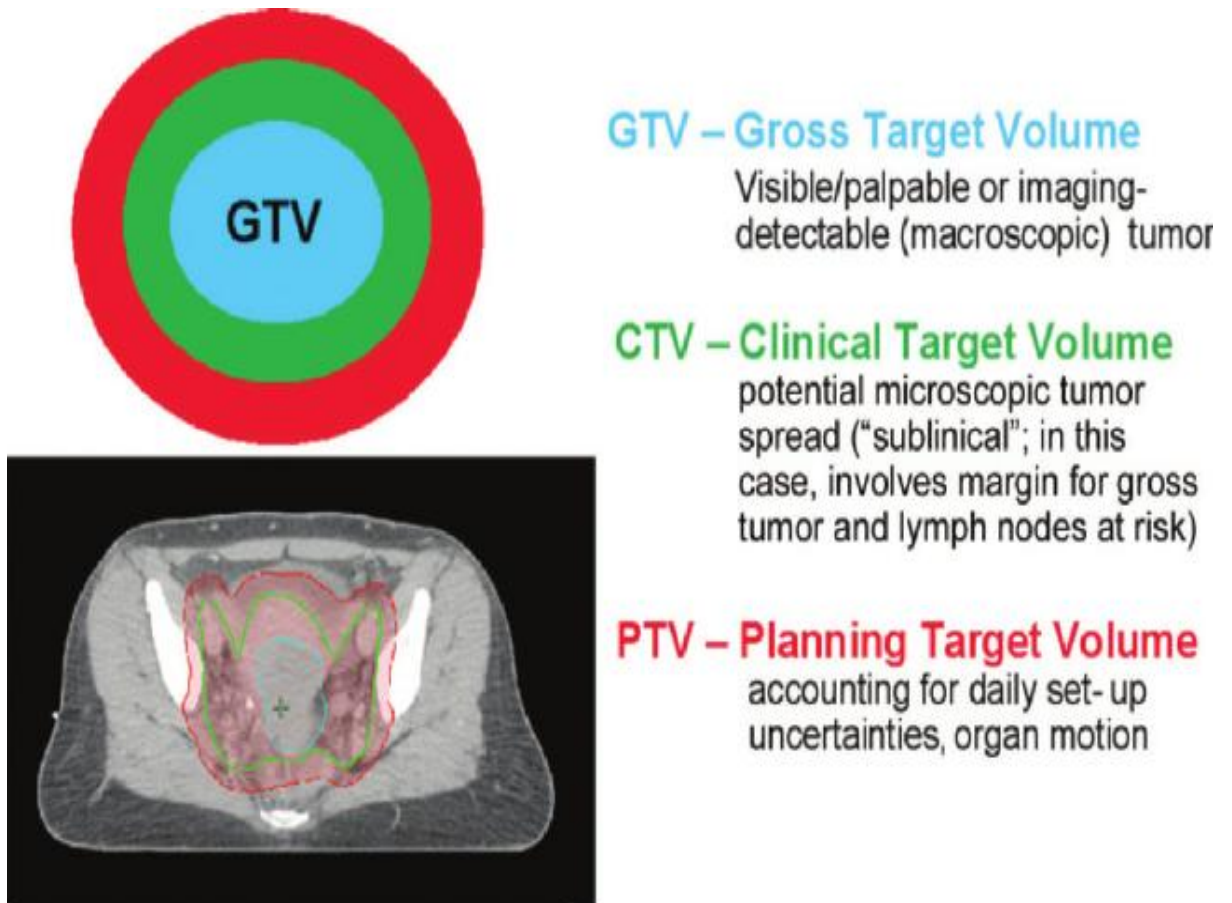 GTV
GTV – Gross Target Volume
Visible/palpable or imaging-
detectable (macroscopic) tumor
CTV – Clinical Target Volume
potential microscopic tumor
spread (“sublinical”; in this
case, involves margin for gross
tumor and lymph nodes at risk)
PTV – Planning Target Volume
accounting for daily set-up
uncertainties, organ motion